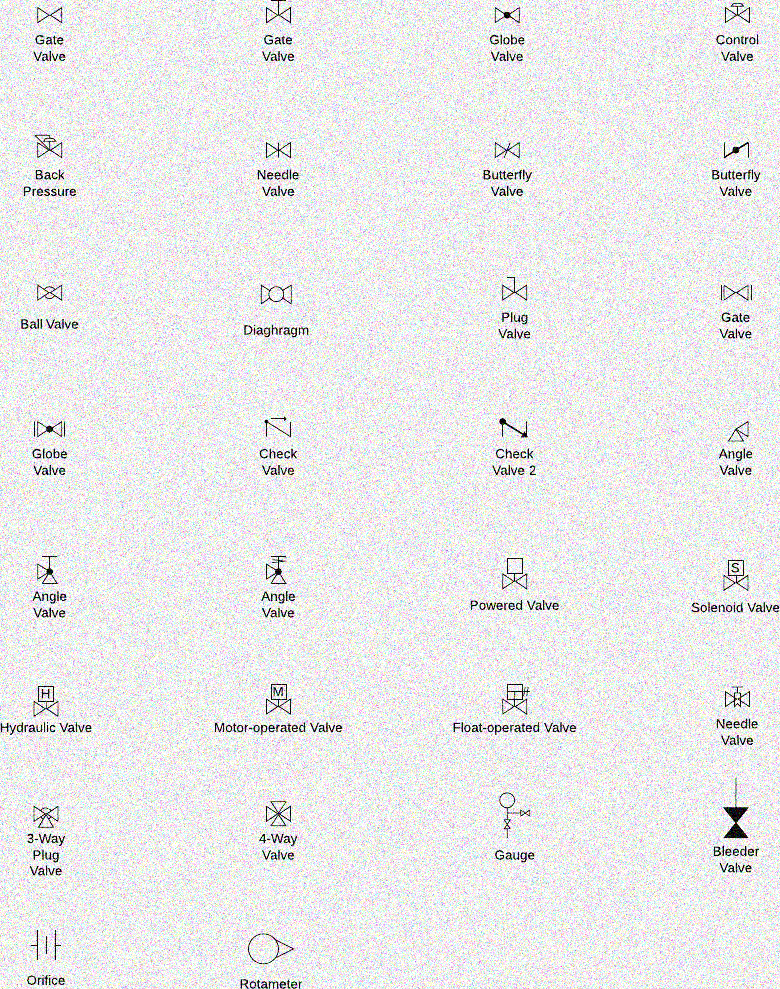 Gate
Valve
Gate
Valve
Globe
Valve
Control
Valve
Back
Pressure
Needle
Valve
Butterfly
Valve
Butterfly
Valve
Ball Valve
Diaghragm
Plug
Valve
Gate
Valve
Globe
Valve
Check
Valve
Check
Valve 2
Angle
Valve
Angle
Valve
Angle
Valve
Powered Valve
S
Solenoid Valve
H
Hydraulic Valve
M
Motor-operated Valve
Float-operated Valve
Needle
Valve
3-Way
Plug
Valve
4-Way
Valve
Gauge
Bleeder
Valve
Orifice
Rotameter